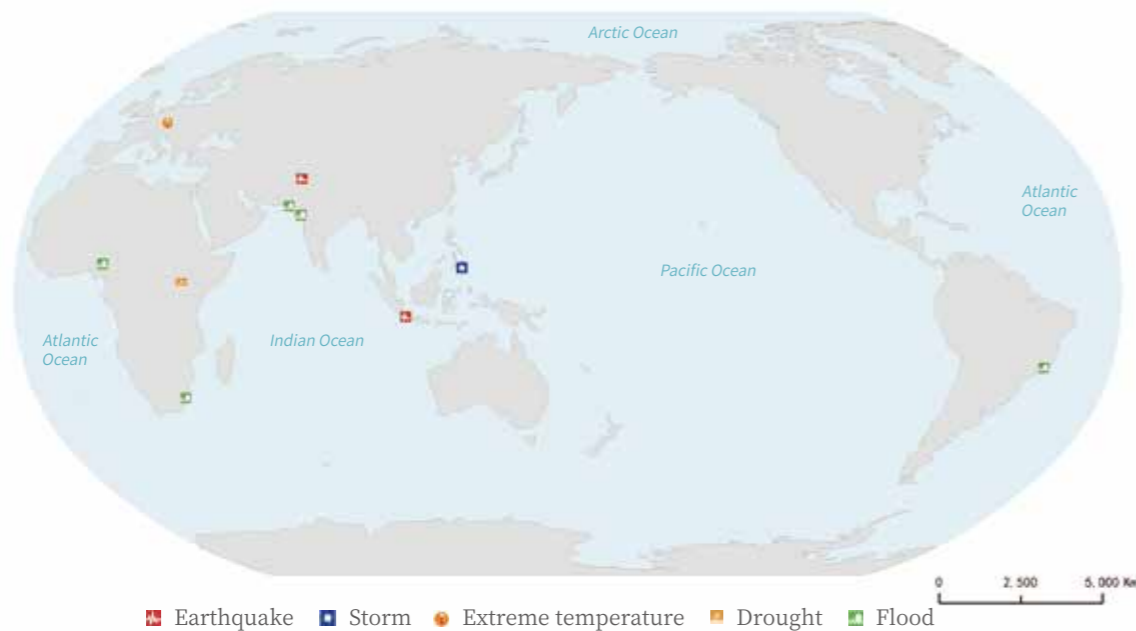 Arctic Ocean
Atlantic
Ocean
Pacific Ocean
Atlantic
Ocean
Indian Ocean
0 2,500 5,000 Km
Earthquake Storm Extreme temperature Drought Flood